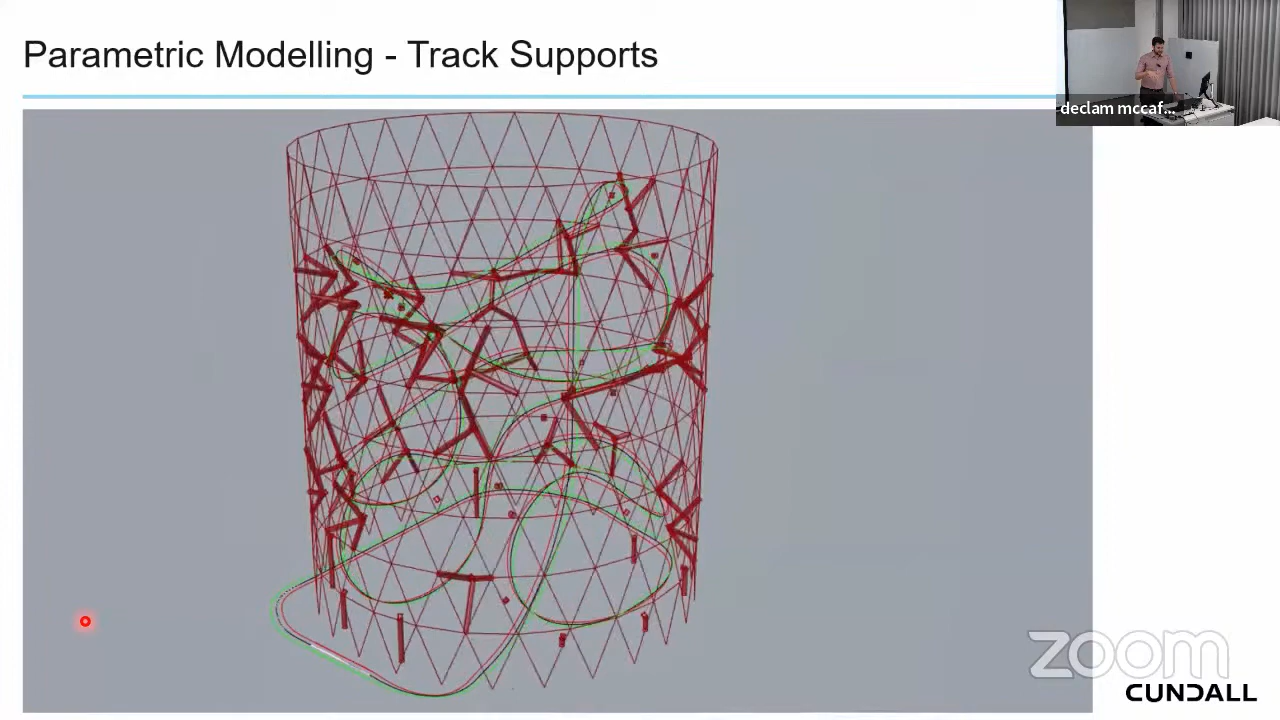 Parametric Modelling - Track Supports
declam mccaf...
zoom
CUNDALL